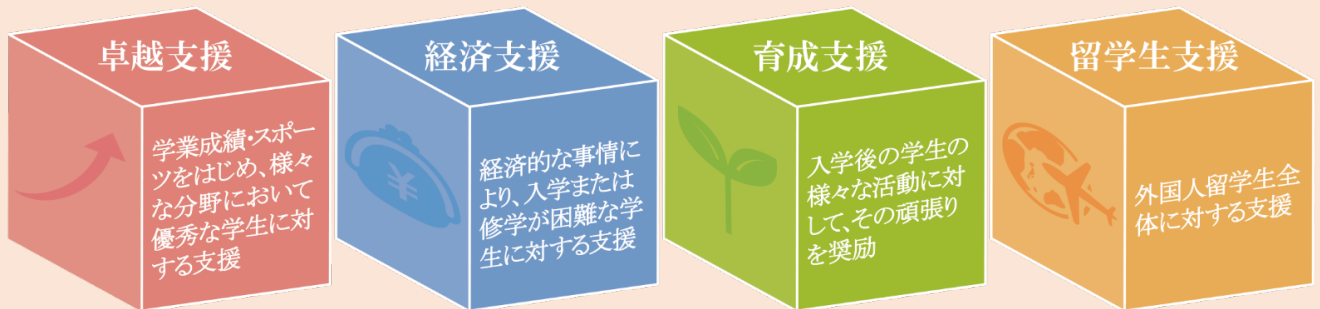 卓越支援
学業成績・スポー
ツをはじめ、様々
な分野において
優秀な学生に対
する支援
経済支援
¥
経済的な事情に
より、入学または
修学が困難な学
生に対する支援
育成支援
入学後の学生の
様々な活動に対
して、その頑張り
を奨励
留学生支援
外国人留学生全
体に対する支援